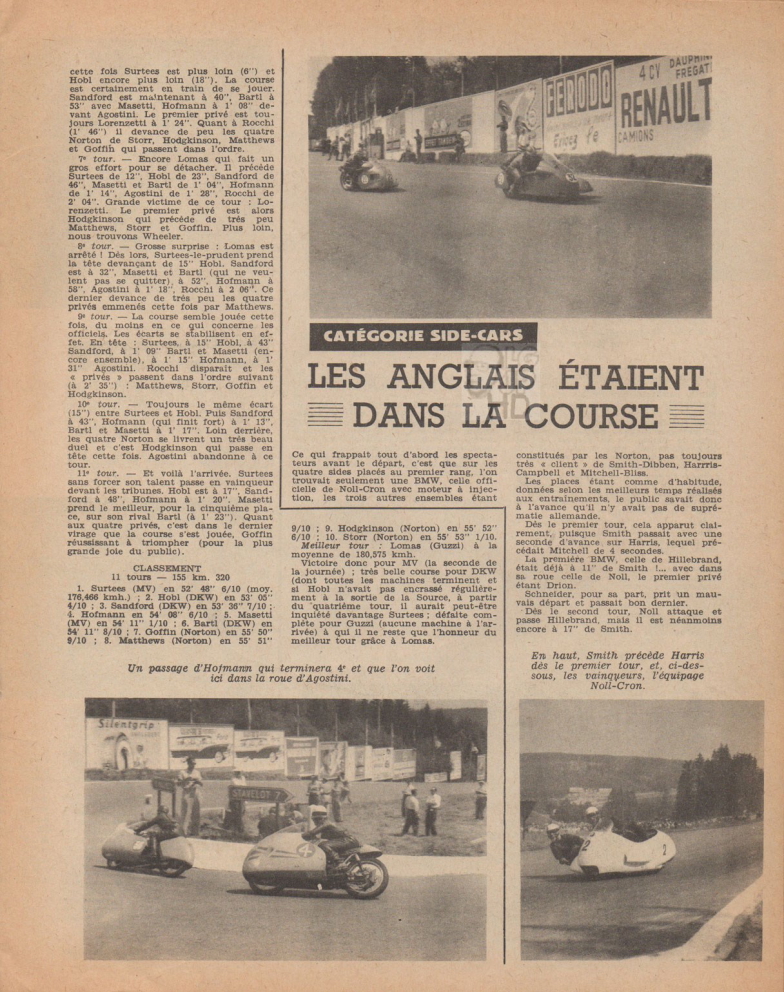 cette fois Surtees est plus loin (6") et
Hobl encore plus loin (18"). La course
est certainement en train de se jouer.
Sandford est maintenant à 40", Bartl à
53" avec Masetti, Hofmann à 1' 08" de-
vant Agostini. Le premier privé est tou-
jours Lorenzetti à 1' 24". Quant à Rocchi
(1' 46") il devance de peu les quatre
Norton de Storr, Hodgkinson, Matthews
et Goffin qui passent dans l'ordre.
7e tour. — Encore Lomas qui fait un
gros effort pour se détacher. Il précède
Surtees de 12", Hobl de 23", Sandford de
46", Masetti et Bartl de 1' 04", Hofmann
de 1' 14", Agostini de 1' 28", Rocchi de
2' 04". Grande victime de ce tour : Lo-
renzetti. Le premier privé est alors
Hodgkinson qui précède de très peu
Matthews, Storr et Goffin. Plus loin,
nous trouvons Wheeler.
8e tour. — Grosse surprise : Lomas est
arrêté ! Dès lors, Surtees-le-prudent prend
la tête devançant de 15" Hobl. Sandford
est à 32", Masetti et Bartl (qui ne veu-
lent pas se quitter) à 52", Hofmann à
58", Agostini à 1' 18", Rocchi à 2 06". Ce
dernier devance de très peu les quatre
privés emmenés cette fois par Matthews.
9e tour. — La course semble jouée cette
fois, du moins en ce qui concerne les
officiels. Les écarts se stabilisent en ef-
fet. En tête : Surtees, à 15" Hobl, à 43"
Sandford, à 1' 09" Bartl et Masetti (en-
core ensemble), à 1' 15" Hofmann, à 1'
31" Agostini. Rocchi disparaît et les
« privés » passent dans l'ordre suivant
(à 2' 35") : Matthews, Storr, Goffin et
Hodgkinson.
10e tour. — Toujours le même écart
(15") entre Surtees et Hobl. Puis Sandford
à 43", Hofmann (qui finit fort) à 1' 13",
Bartl et Masetti à 1' 17". Loin derrière,
les quatre Norton se livrent un très beau
duel et c'est Hodgkinson qui passe en
tête cette fois. Agostini abandonne à ce
tour.
11e tour. — Et voilà l'arrivée. Surtees
sans forcer son talent passe en vainqueur
devant les tribunes. Hobl est à 17", Sand-
ford à 48", Hofmann à 1' 20". Masetti
prend le meilleur, pour la cinquième pla-
ce, sur son rival Bartl (à 1' 23"). Quant
aux quatre privés, c'est dans le dernier
virage que la course s'est jouée, Goffin
réussissant à triompher (pour la plus
grande joie du public).
CLASSEMENT
11 tours — 155 km. 320
1. Surtees (MV) en 52' 48" 6/10 (moy.
176,466 kmh.) ; 2. Hobl (DKW) en 53' 05"
4/10 ; 3. Sandford (DKW) en 53' 36" 7/10 ;
4. Hofmann en 54' 08" 6/10 ; 5. Masetti
(MV) en 54' 11" 1/10 ; 6. Bartl (DKW) en
54' 11" 8/10 ; 7. Goffin (Norton) en 55' 50"
9/10 ; 8. Matthews (Norton) en 55' 51"
9/10 ; 9. Hodgkinson (Norton) en 55' 52"
6/10 ; 10. Storr (Norton) en 55' 53" 1/10.
Meilleur tour : Lomas (Guzzi) à la
moyenne de 180,575 kmh.
Victoire donc pour MV (la seconde de
la journée) ; très belle course pour DKW
(dont toutes les machines terminent et
si Hobl n'avait pas encrassé régulière-
ment à la sortie de la Source, à partir
du quatrième tour, il aurait peut-être
inquiété davantage Surtees ; défaite com-
plète pour Guzzi (aucune machine à l'ar-
rivée) à qui il ne reste que l'honneur du
meilleur tour grâce à Lomas.
DAUPHIN
4 CV FREGAT
FERODO
RENAULT
CAMIONS
CATÉGORIE SIDE-CARS
LES ANGLAIS ÉTAIENT
DANS LA COURSE
Ce qui frappait tout d'abord les specta-
teurs avant le départ, c'est que sur les
quatre sides placés au premier rang, l'on
trouvait seulement une BMW, celle offi-
cielle de Noll-Cron avec moteur à injec-
tion, les trois autres ensembles étant
constitués par les Norton, pas toujours
très « client » de Smith-Dibben, Harrris-
Campbell et Mitchell-Bliss.
Les places étant comme d'habitude,
données selon les meilleurs temps réalisés
aux entraînements, le public savait donc
à l'avance qu'il n'y avait pas de supré-
matie allemande.
Dès le premier tour, cela apparut clai-
rement, puisque Smith passait avec une
seconde d'avance sur Harris, lequel pré-
cédait Mitchell de 4 secondes.
La première BMW, celle de Hillebrand,
était déjà à 11" de Smith !... avec dans
sa roue celle de Noller, le premier privé
étant Drion.
Schneider, pour sa part, prit un mau-
vais départ et passait bon dernier.
Dès le second tour, Noll attaque et
passe Hillebrand, mais il est néanmoins
encore à 17" de Smith.
Un passage d'Hofmann qui terminera 4e et que l'on voit
ici dans la roue d'Agostini.
En haut, Smith précède Harris
dès le premier tour, et, ci-des-
sous, les vainqueurs, l'équipage
Noll-Cron.
Silentgrip
STAVELOT 7
4
2